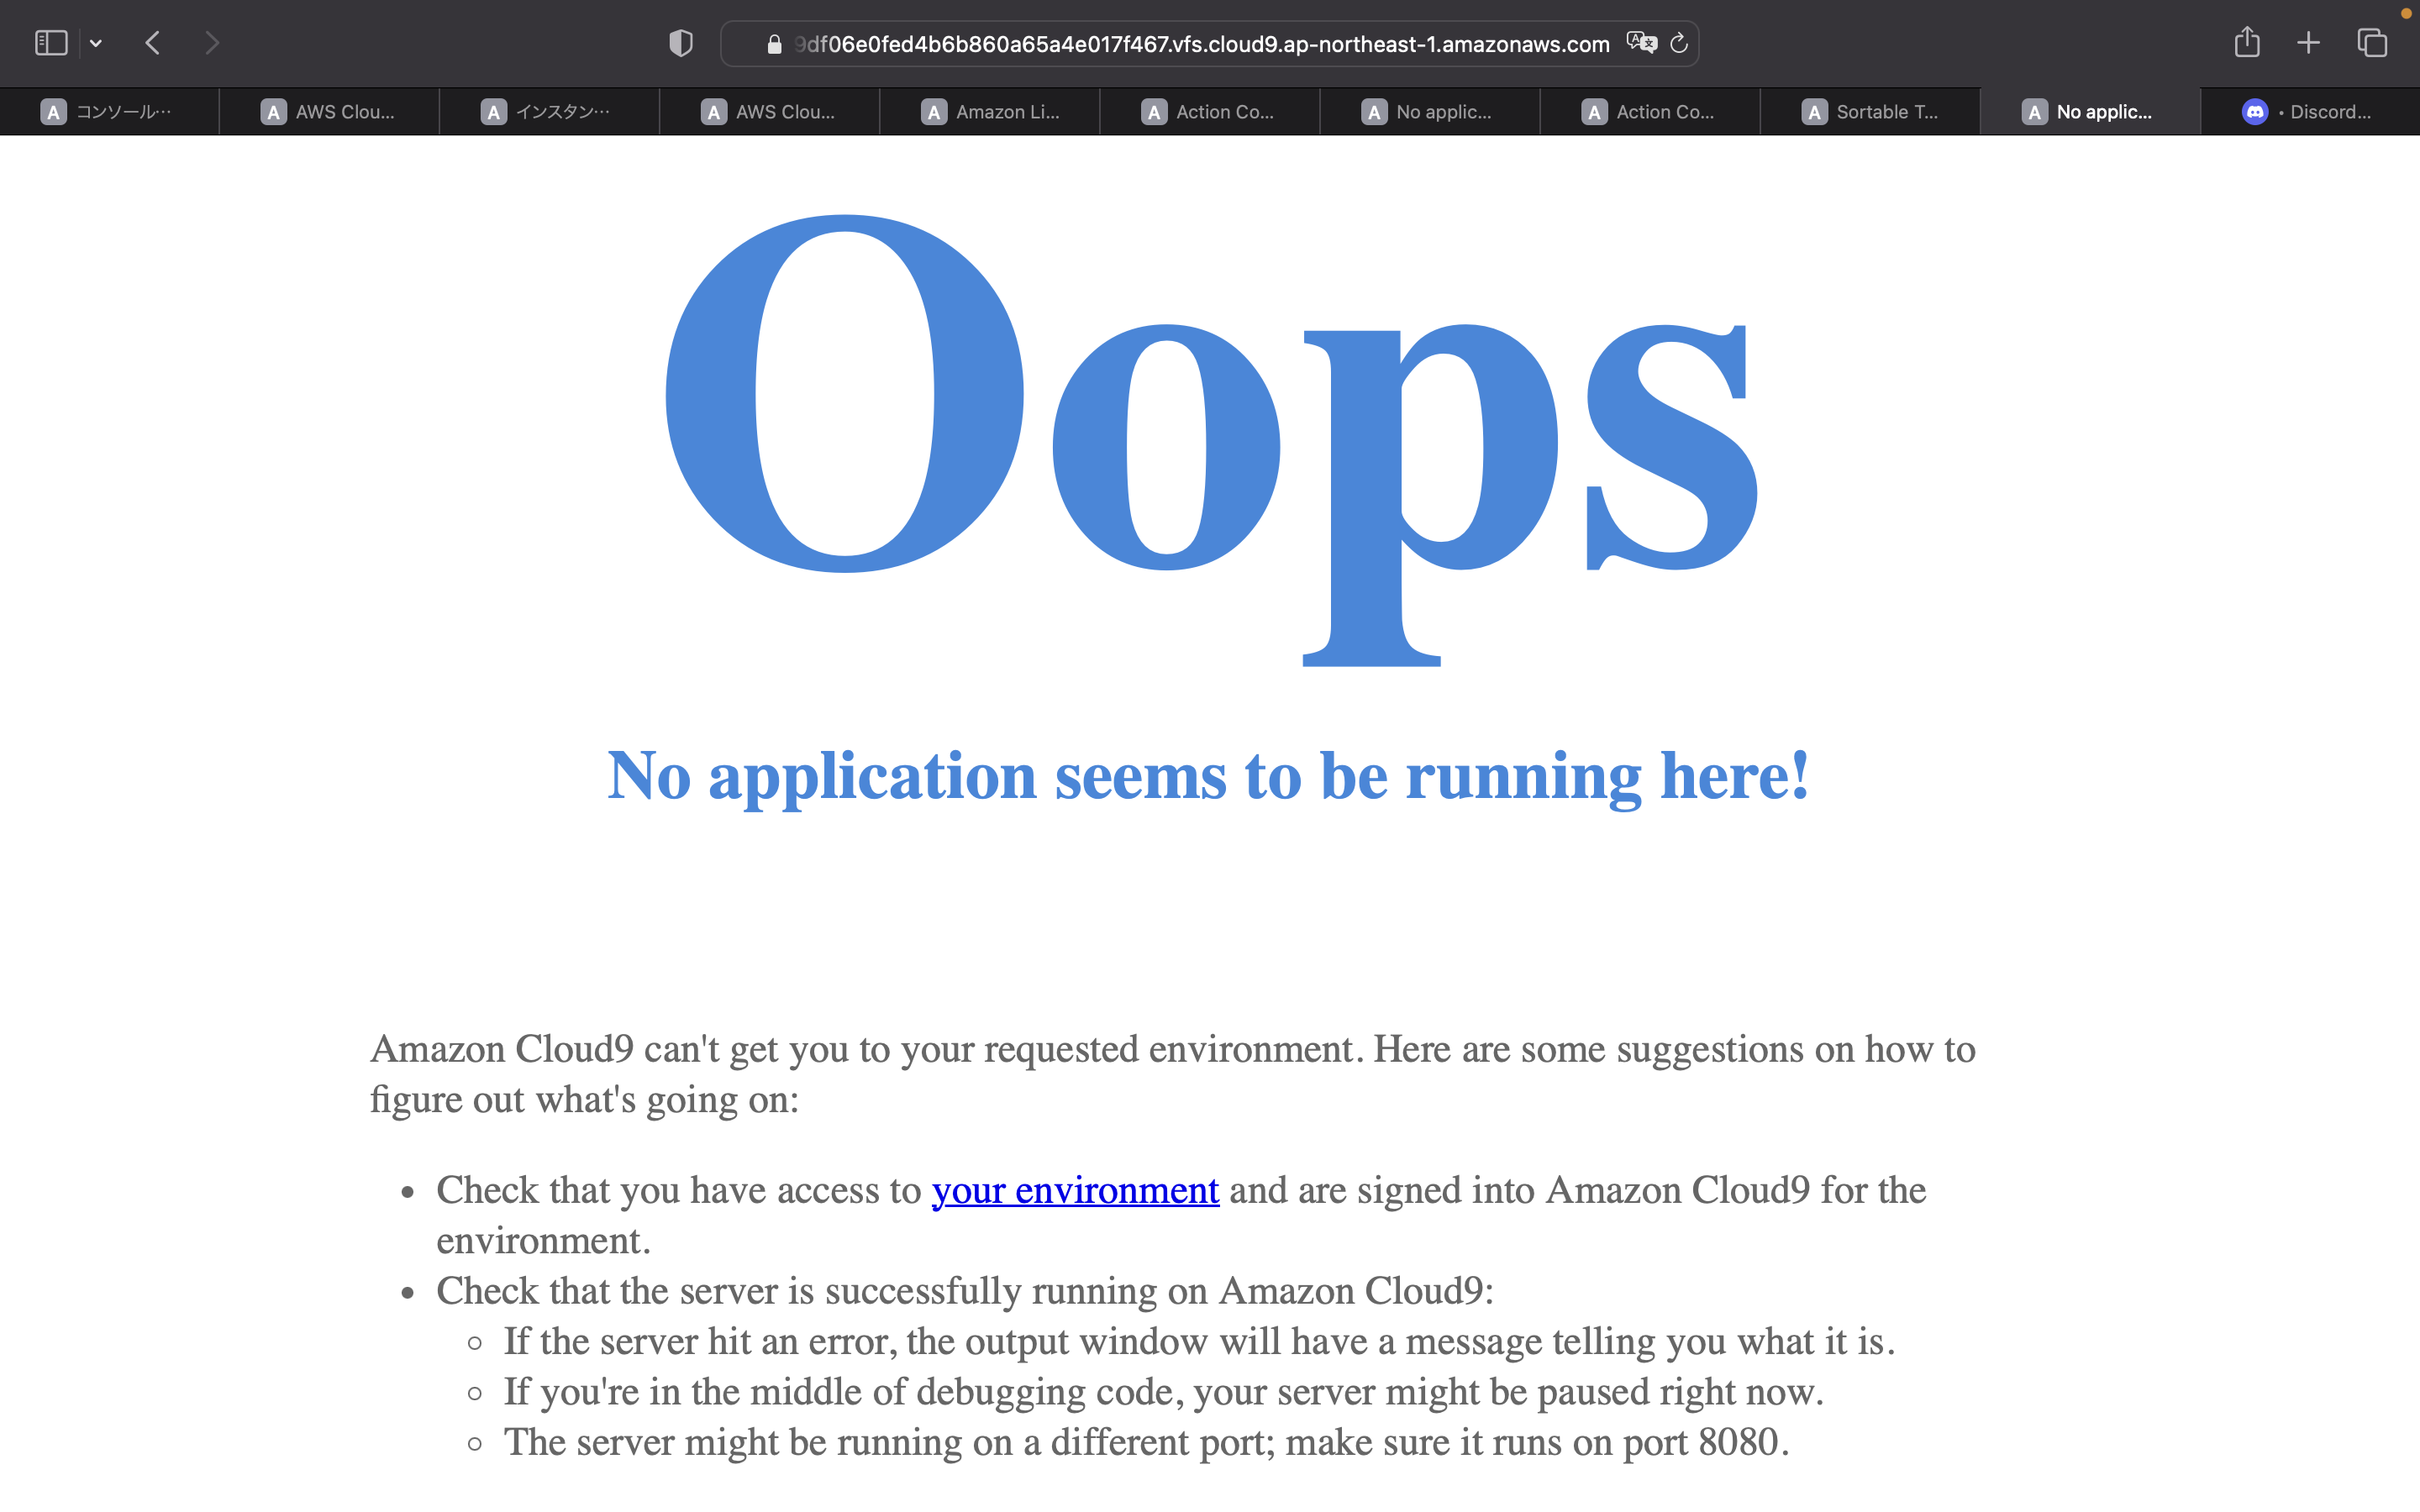 9df06e0fed4b6b860a65a4e017f467.vfs.cloud9.ap-northeast-1.amazonaws.com
A コンソール… A AWS Clou... A インスタン… A AWS Clou... A Amazon Li... A Action Co... A No applic... A Action Co... A Sortable T... A No applic... • Discord...
Oops
No application seems to be running here!
Amazon Cloud9 can't get you to your requested environment. Here are some suggestions on how to
figure out what's going on:
• Check that you have access to your environment and are signed into Amazon Cloud9 for the
environment.
• Check that the server is successfully running on Amazon Cloud9:
◦ If the server hit an error, the output window will have a message telling you what it is.
◦ If you're in the middle of debugging code, your server might be paused right now.
◦ The server might be running on a different port; make sure it runs on port 8080.